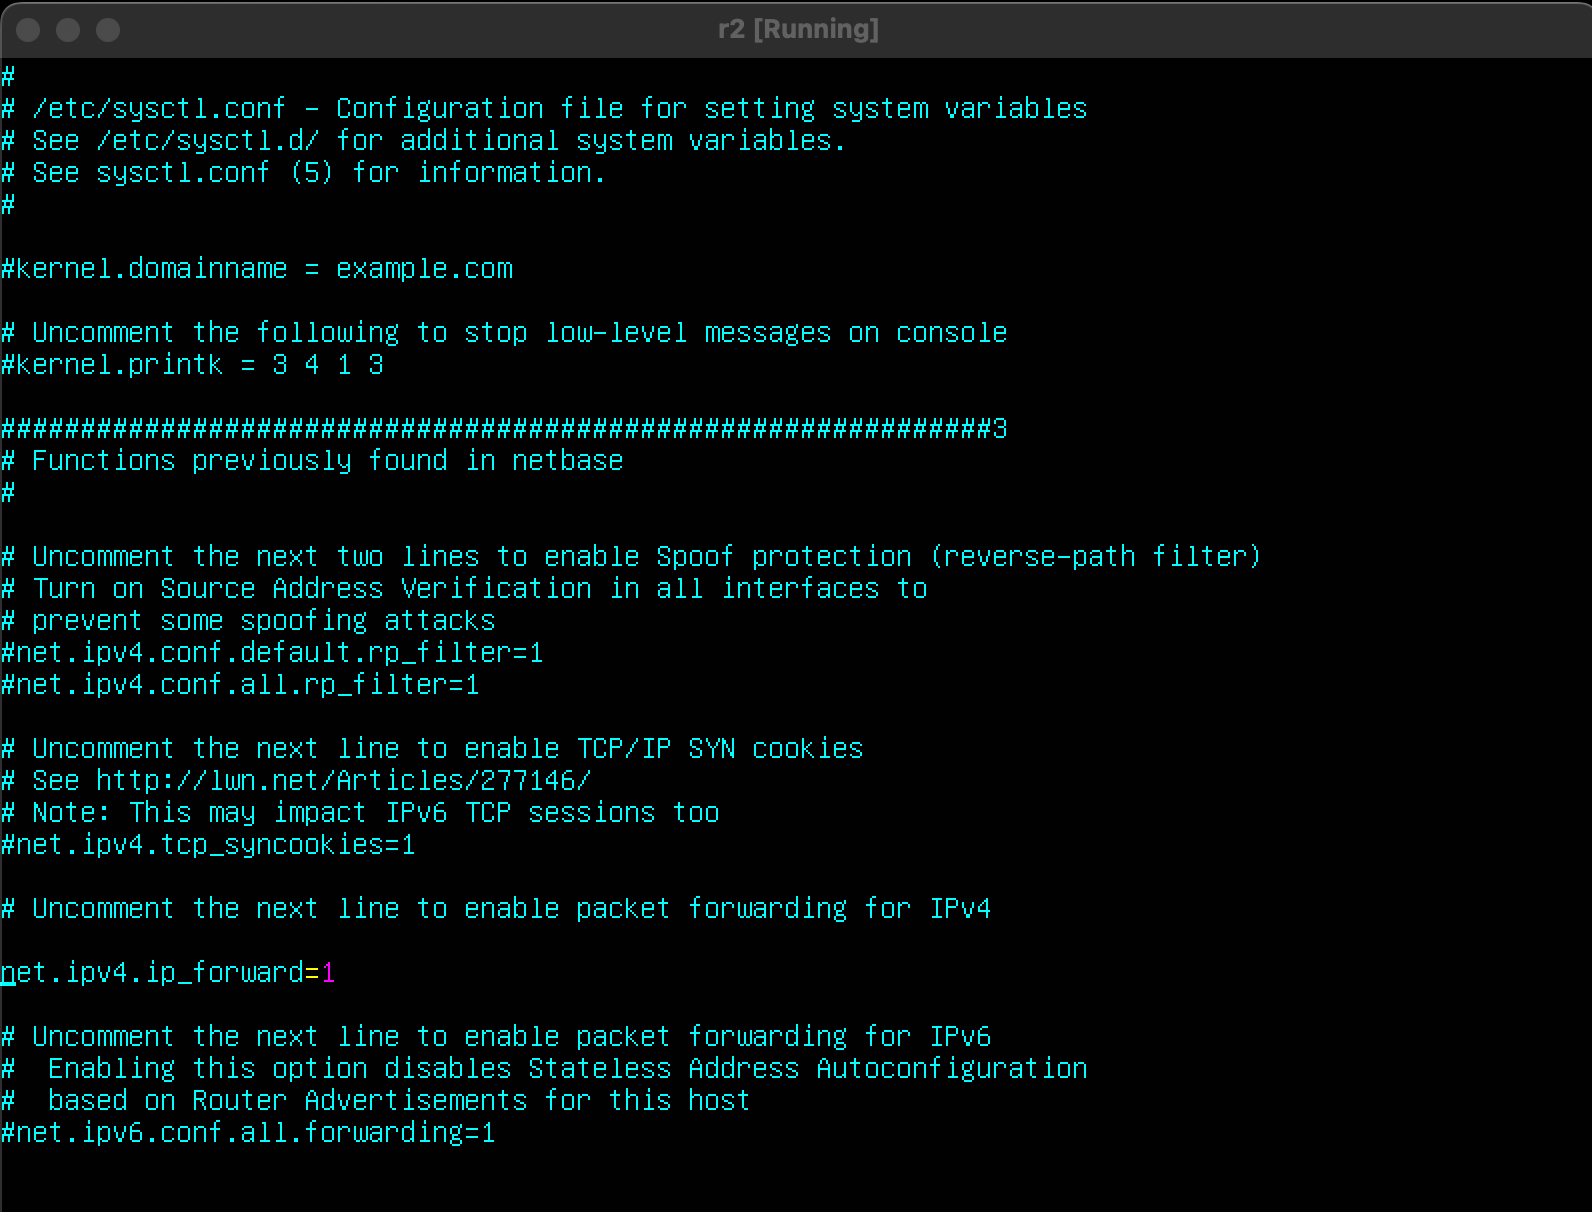 r2 [Running]
#
# /etc/sysctl.conf - Configuration file for setting system variables
# See /etc/sysctl.d/ for additional system variables.
# See sysctl.conf (5) for information.
#
#kernel.domainname = example.com
# Uncomment the following to stop low-level messages on console
#kernel.printk = 3 4 1 3
##############################################################3
# Functions previously found in netbase
#
# Uncomment the next two lines to enable Spoof protection (reverse-path filter)
# Turn on Source Address Verification in all interfaces to
# prevent some spoofing attacks
#net.ipv4.conf.default.rp_filter=1
#net.ipv4.conf.all.rp_filter=1
# Uncomment the next line to enable TCP/IP SYN cookies
# See http://lwn.net/Articles/277146/
# Note: This may impact IPv6 TCP sessions too
#net.ipv4.tcp_syncookies=1
# Uncomment the next line to enable packet forwarding for IPv4
net.ipv4.ip_forward=1
# Uncomment the next line to enable packet forwarding for IPv6
#  Enabling this option disables Stateless Address Autoconfiguration
#  based on Router Advertisements for this host
#net.ipv6.conf.all.forwarding=1